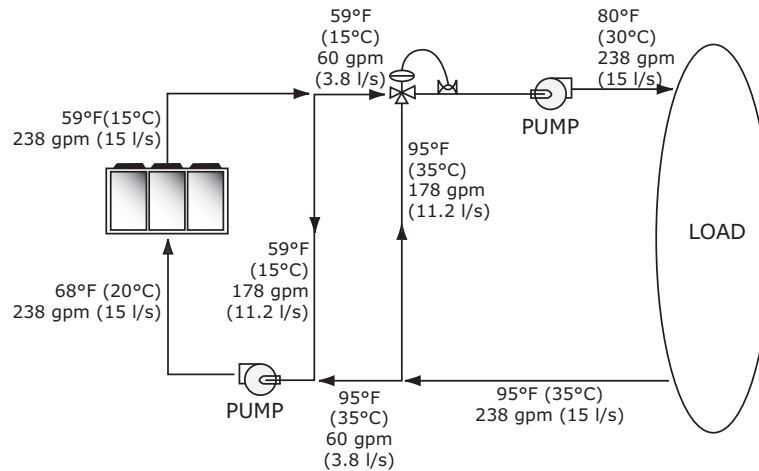 59°F
(15°C)
60 gpm
(3.8 l/s)
80°F
(30°C)
238 gpm
(15 l/s)
59°F(15°C)
238 gpm (15 l/s)
PUMP
95°F
(35°C)
178 gpm
(11.2 l/s)
LOAD
59°F
(15°C)
178 gpm
(11.2 l/s)
68°F (20°C)
238 gpm (15 l/s)
PUMP
95°F
(35°C)
60 gpm
(3.8 l/s)
95°F (35°C)
238 gpm (15 l/s)